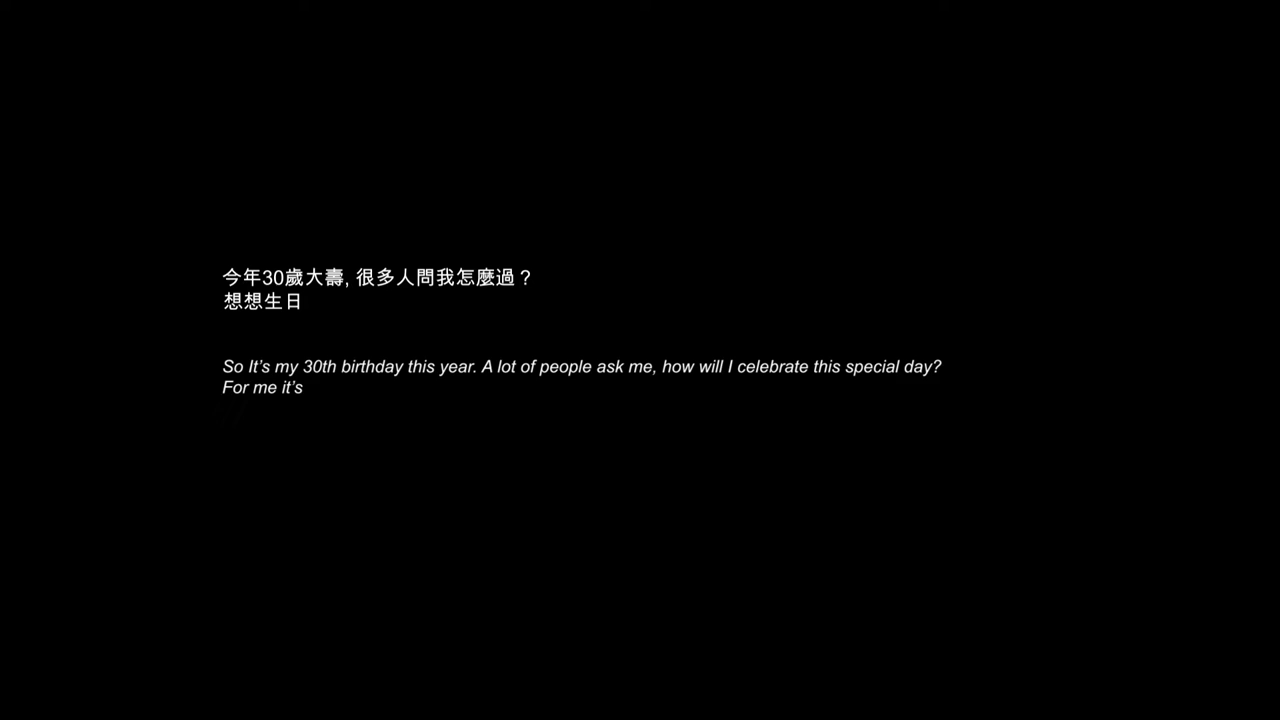 今年30歲大壽, 很多人問我怎麼過？
想想生日
So It's my 30th birthday this year. A lot of people ask me, how will I celebrate this special day?
For me it's